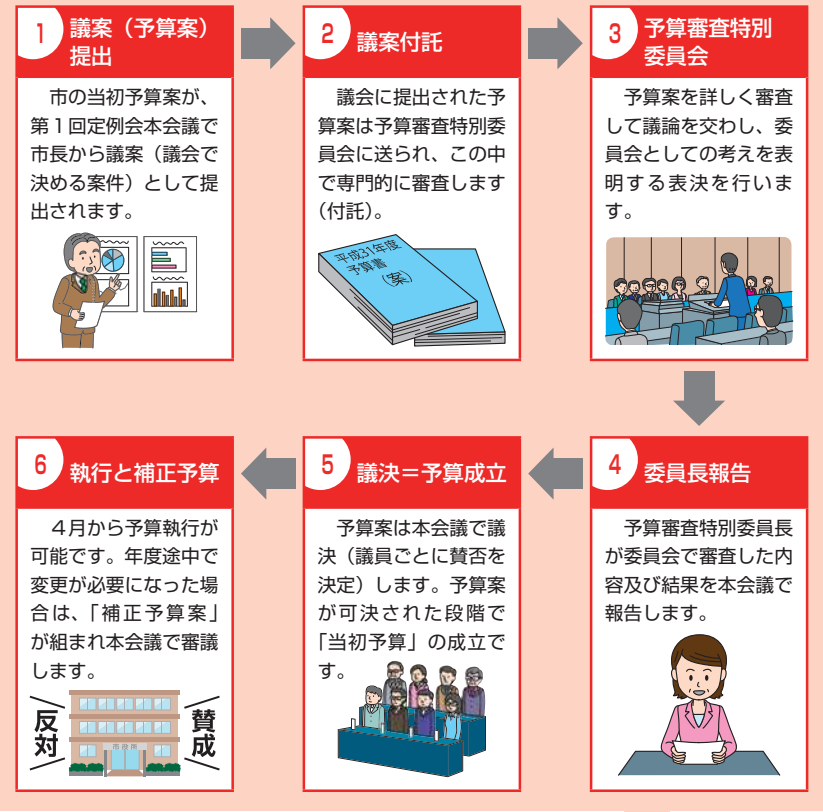 1
議案（予算案）
提出
市の当初予算案が、
第１回定例会本会議で
市長から議案（議会で
決める案件）として提
出されます。
2
議案付託
議会に提出された予
算案は予算審査特別委
員会に送られ、この中
で専門的に審査します
（付託）。
平成31年度
予算書
（案）
3
予算審査特別
委員会
予算案を詳しく審査
して議論を交わし、委
員会としての考えを表
明する表決を行いま
す。
4
委員長報告
予算審査特別委員長
が委員会で審査した内
容及び結果を本会議で
報告します。
5
議決＝予算成立
予算案は本会議で議
決（議員ごとに賛否を
決定）します。予算案
が可決された段階で
「当初予算」の成立で
す。
6
執行と補正予算
４月から予算執行が
可能です。年度途中で
変更が必要になった場
合は、「補正予算案」
が組まれ本会議で審議
します。
反対
市役所
賛成